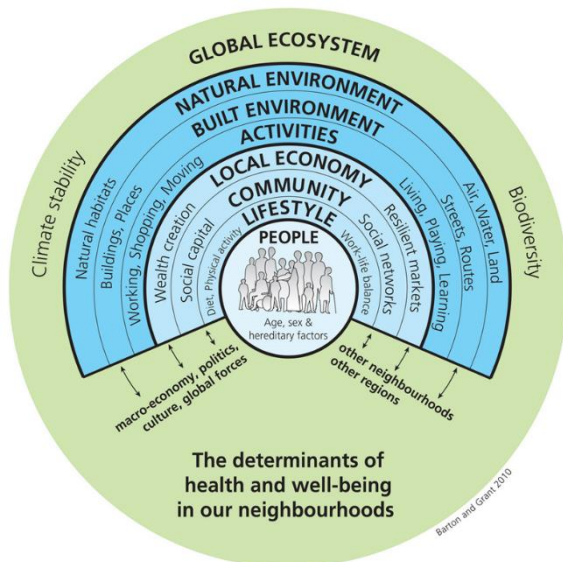 GLOBAL ECOSYSTEM
Climate stability
Biodiversity
NATURAL ENVIRONMENT
Natural habitats
Air, Water, Land
BUILT ENVIRONMENT
Buildings, Places
Streets, Routes
ACTIVITIES
Working, Shopping, Moving
Living, Playing, Learning
LOCAL ECONOMY
Wealth creation
Resilient markets
COMMUNITY
Social capital
Social networks
LIFESTYLE
Diet, Physical activity
Work-life balance
PEOPLE
Age, sex &
hereditary factors
macro-economy, politics,
culture, global forces
other neighbourhoods
other regions
The determinants of
health and well-being
in our neighbourhoods
Barton and Grant 2010